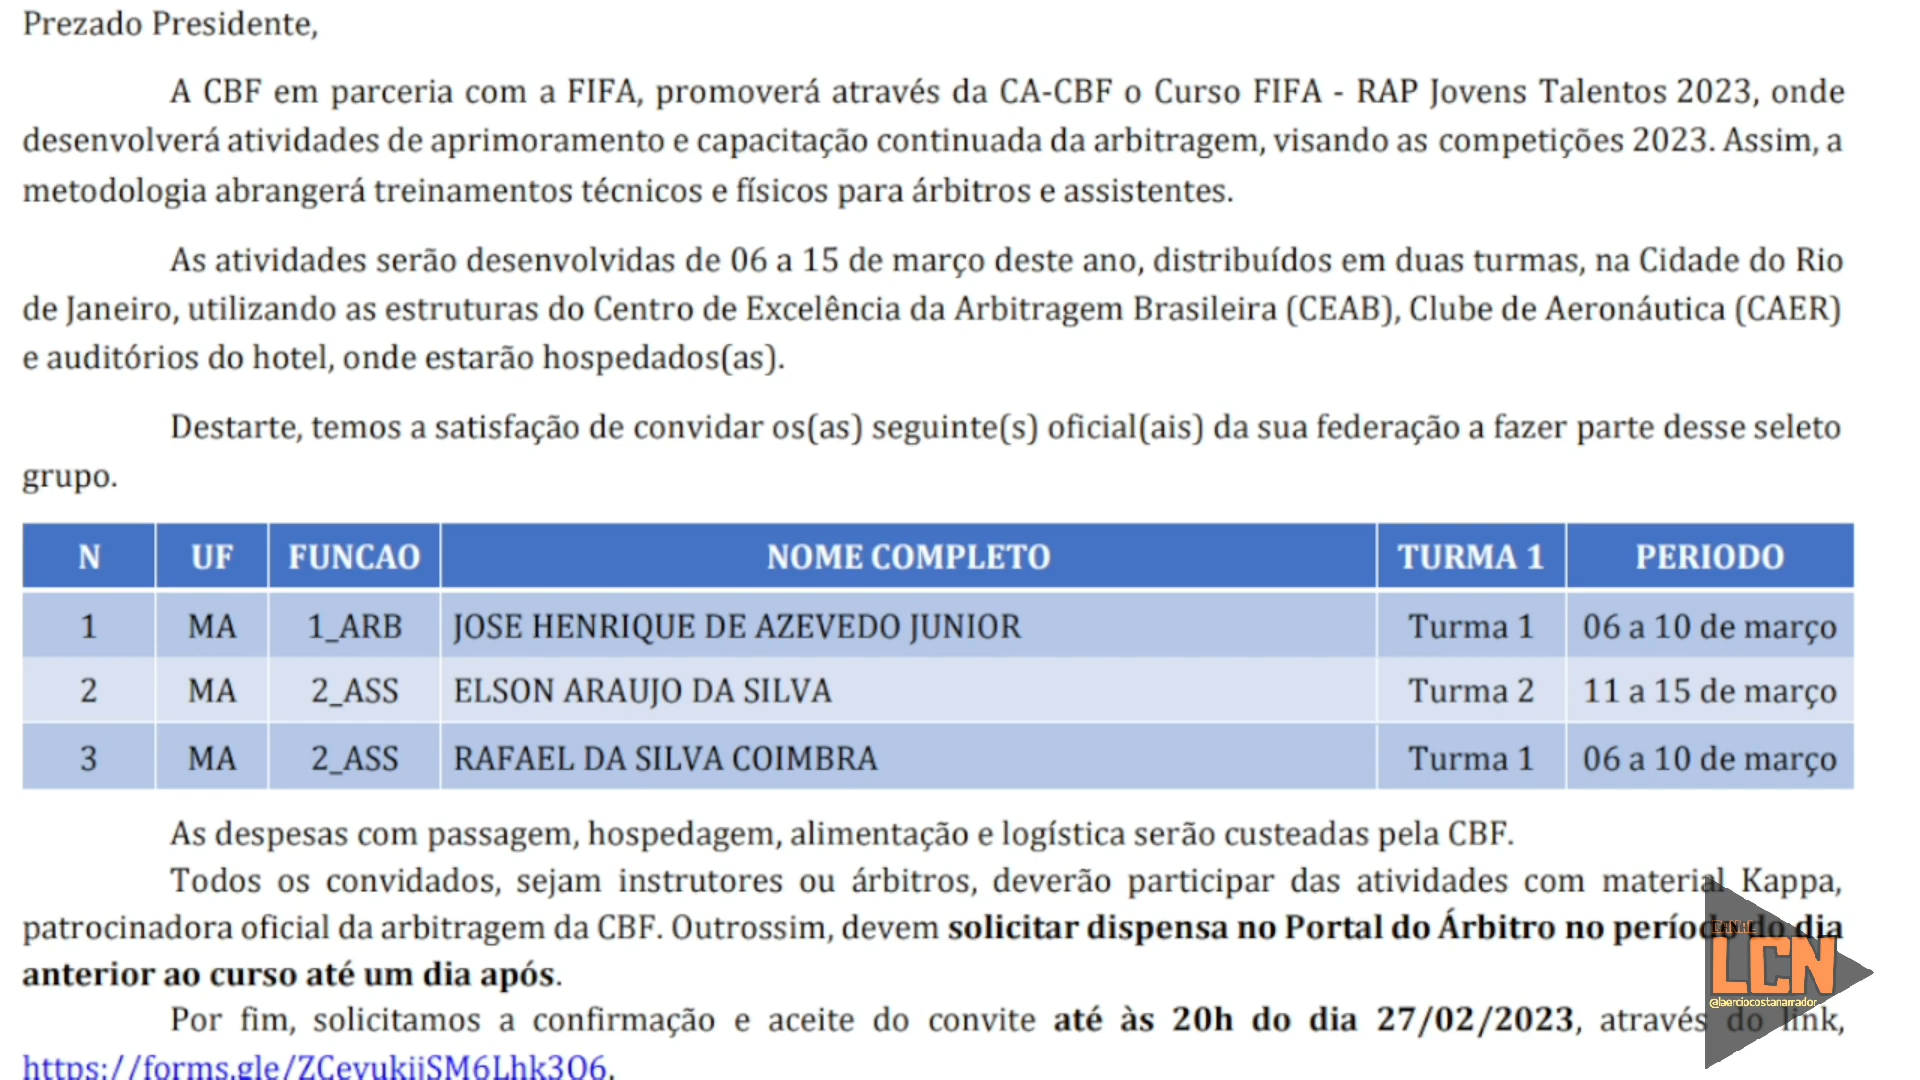 Prezado Presidente,
A CBF em parceria com a FIFA, promoverá através da CA-CBF o Curso FIFA - RAP Jovens Talentos 2023, onde
desenvolverá atividades de aprimoramento e capacitação continuada da arbitragem, visando as competições 2023. Assim, a
metodologia abrangerá treinamentos técnicos e físicos para árbitros e assistentes.
As atividades serão desenvolvidas de 06 a 15 de março deste ano, distribuídos em duas turmas, na Cidade do Rio
de Janeiro, utilizando as estruturas do Centro de Excelência da Arbitragem Brasileira (CEAB), Clube de Aeronáutica (CAER)
e auditórios do hotel, onde estarão hospedados(as).
Destarte, temos a satisfação de convidar os(as) seguinte(s) oficial(ais) da sua federação a fazer parte desse seleto
grupo.
N UF FUNCAO NOME COMPLETO TURMA 1 PERIODO
1 MA 1_ARB JOSE HENRIQUE DE AZEVEDO JUNIOR Turma 1 06 a 10 de março
2 MA 2_ASS ELSON ARAUJO DA SILVA Turma 2 11 a 15 de março
3 MA 2_ASS RAFAEL DA SILVA COIMBRA Turma 1 06 a 10 de março
As despesas com passagem, hospedagem, alimentação e logística serão custeadas pela CBF.
Todos os convidados, sejam instrutores ou árbitros, deverão participar das atividades com material Kappa,
patrocinadora oficial da arbitragem da CBF. Outrossim, devem solicitar dispensa no Portal do Árbitro no período do dia
anterior ao curso até um dia após.
Por fim, solicitamos a confirmação e aceite do convite até às 20h do dia 27/02/2023, através do link,
CANAL
LCN
@laerciocostanarrador